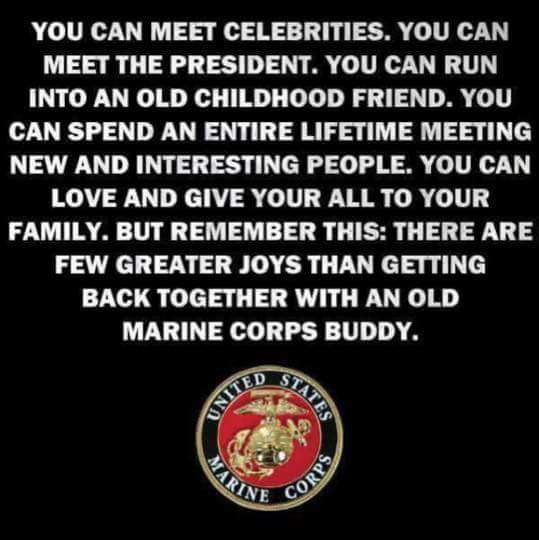 YOU CAN MEET CELEBRITIES. YOU CAN
MEET THE PRESIDENT. YOU CAN RUN
INTO AN OLD CHILDHOOD FRIEND. YOU
CAN SPEND AN ENTIRE LIFETIME MEETING
NEW AND INTERESTING PEOPLE. YOU CAN
LOVE AND GIVE YOUR ALL TO YOUR
FAMILY. BUT REMEMBER THIS: THERE ARE
FEW GREATER JOYS THAN GETTING
BACK TOGETHER WITH AN OLD
MARINE CORPS BUDDY.
UNITED STATES
MARINE CORPS